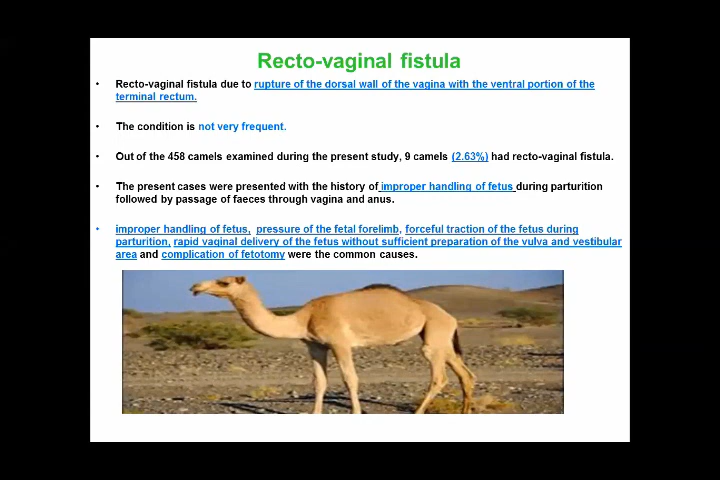 Recto-vaginal fistula
• Recto-vaginal fistula due to rupture of the dorsal wall of the vagina with the ventral portion of the
terminal rectum.
• The condition is not very frequent.
• Out of the 458 camels examined during the present study, 9 camels (2.63%) had recto-vaginal fistula.
• The present cases were presented with the history of improper handling of fetus during parturition
followed by passage of faeces through vagina and anus.
• improper handling of fetus, pressure of the fetal forelimb, forceful traction of the fetus during
parturition, rapid vaginal delivery of the fetus without sufficient preparation of the vulva and vestibular
area and complication of fetotomy were the common causes.